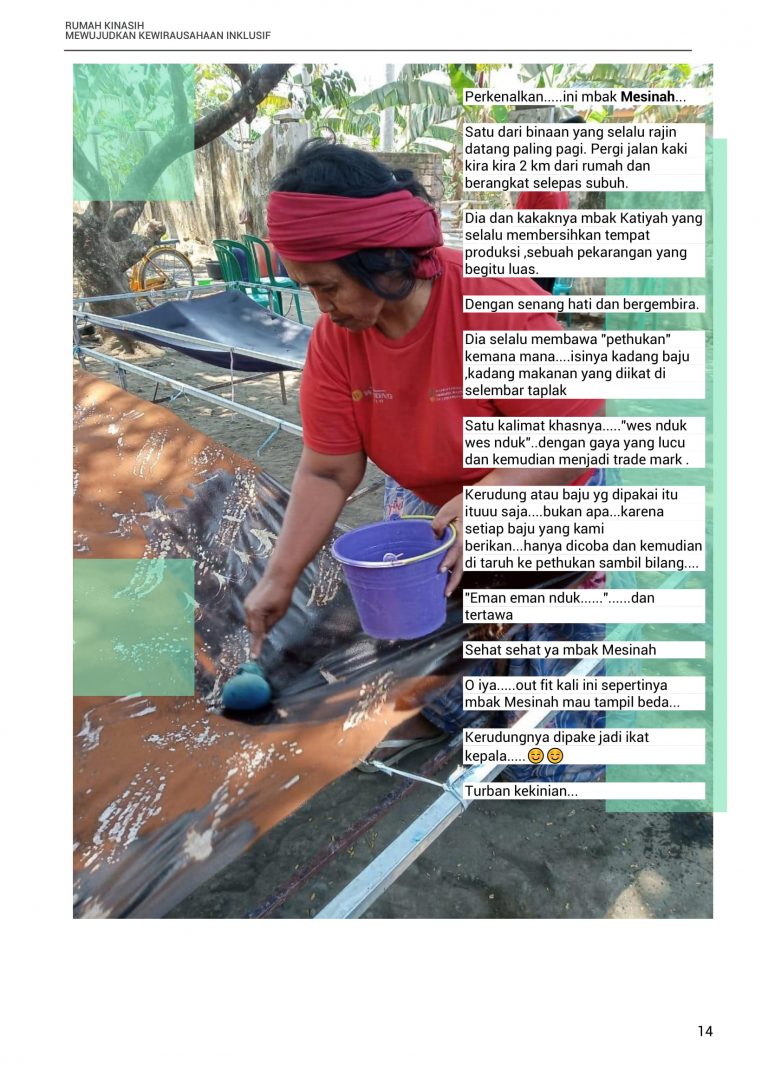 RUMAH KINASIH
MEWUJUDKAN KEWIRAUSAHAAN INKLUSIF
Perkenalkan.....ini mbak Mesinah...
Satu dari binaan yang selalu rajin
datang paling pagi. Pergi jalan kaki
kira kira 2 km dari rumah dan
berangkat selepas subuh.
Dia dan kakaknya mbak Katiyah yang
selalu membersihkan tempat
produksi ,sebuah pekarangan yang
begitu luas.
Dengan senang hati dan bergembira.
Dia selalu membawa "pethukan"
kemana mana....isinya kadang baju
,kadang makanan yang diikat di
selembar taplak
Satu kalimat khasnya....."wes nduk
wes nduk"..dengan gaya yang lucu
dan kemudian menjadi trade mark .
Kerudung atau baju yg dipakai itu
ituuu saja....bukan apa...karena
setiap baju yang kami
berikan...hanya dicoba dan kemudian
di taruh ke pethukan sambil bilang....
"Eman eman nduk......"......dan
tertawa
Sehat sehat ya mbak Mesinah
O iya.....out fit kali ini sepertinya
mbak Mesinah mau tampil beda...
Kerudungnya dipake jadi ikat
kepala.....😊😊
Turban kekinian...
14